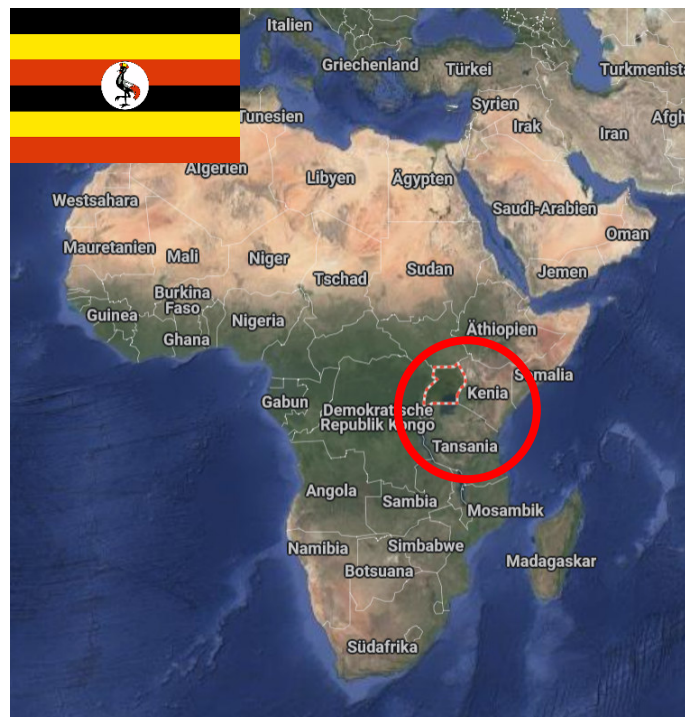 Italien
Griechenland
Türkei
Turkmenista
Syrien
Afgh
Tunesien
Irak
Iran
Algerien
Libyen
Ägypten
Westsahara
Saudi-Arabien
Oman
Mauretanien
Mali
Niger
Sudan
Jemen
Tschad
Burkina
Faso
Guinea
Nigeria
Äthiopien
Ghana
Somalia
Kenia
Gabun
Demokratische
Republik Kongo
Tansania
Angola
Sambia
Mosambik
Namibia
Simbabwe
Madagaskar
Botsuana
Südafrika